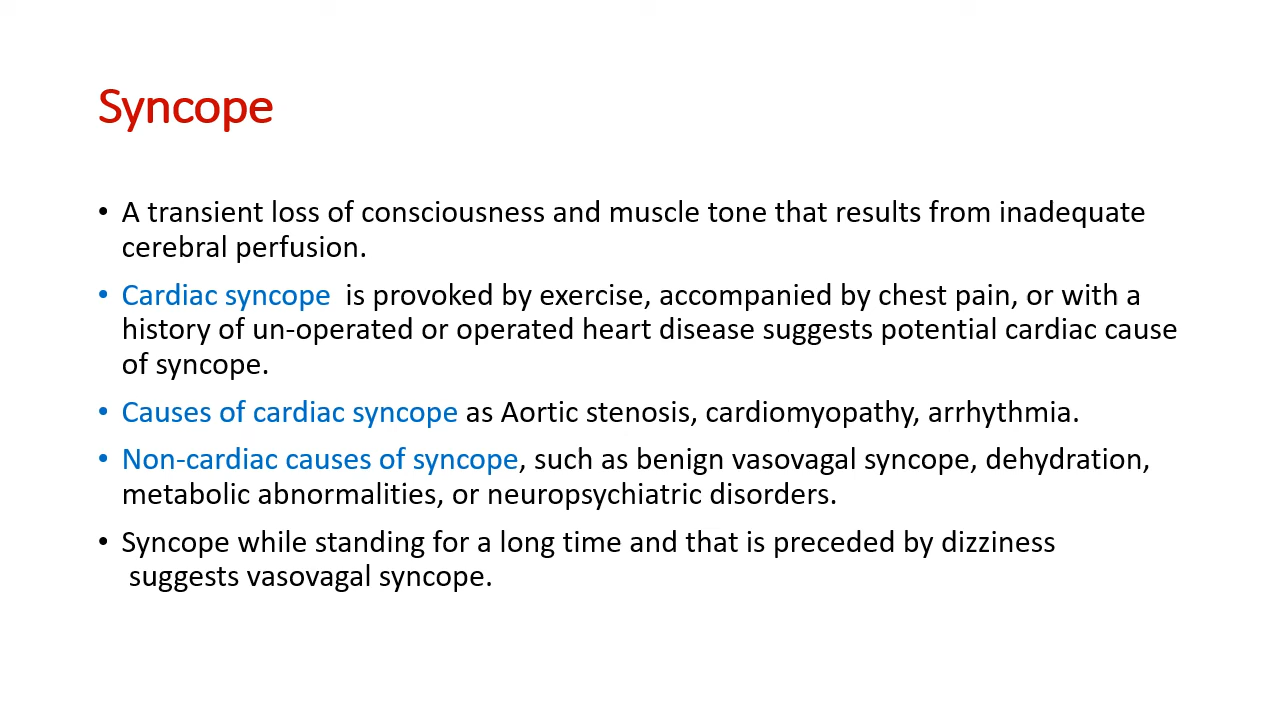 Syncope
• A transient loss of consciousness and muscle tone that results from inadequate
cerebral perfusion.
• Cardiac syncope  is provoked by exercise, accompanied by chest pain, or with a
history of un-operated or operated heart disease suggests potential cardiac cause
of syncope.
• Causes of cardiac syncope as Aortic stenosis, cardiomyopathy, arrhythmia.
• Non-cardiac causes of syncope, such as benign vasovagal syncope, dehydration,
metabolic abnormalities, or neuropsychiatric disorders.
• Syncope while standing for a long time and that is preceded by dizziness
suggests vasovagal syncope.